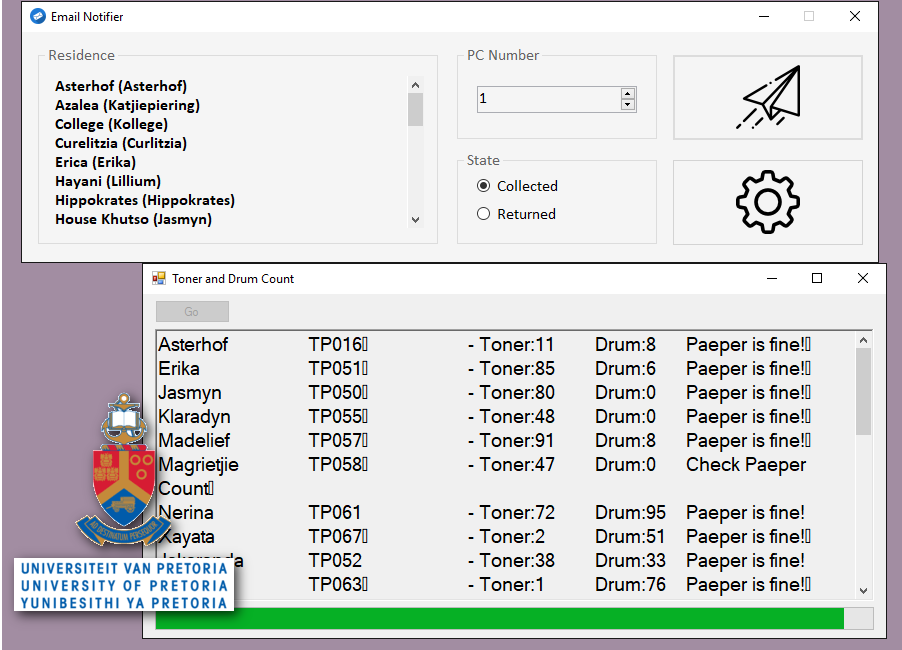 Email Notifier
Residence
Asterhof (Asterhof)
Azalea (Katjiepiering)
College (Kollege)
Curelitzia (Curlitzia)
Erica (Erika)
Hayani (Lillium)
Hippokrates (Hippokrates)
House Khutso (Jasmyn)
PC Number
1
State
Collected
Returned
Toner and Drum Count
Go
Asterhof TP016 - Toner:11 Drum:8 Paeper is fine!
Erika TP051 - Toner:85 Drum:6 Paeper is fine!
Jasmyn TP050 - Toner:80 Drum:0 Paeper is fine!
Klaradyn TP055 - Toner:48 Drum:0 Paeper is fine!
Madelief TP057 - Toner:91 Drum:8 Paeper is fine!
Magrietjie TP058 - Toner:47 Drum:0 Check Paeper
Count
Nerina TP061 - Toner:72 Drum:95 Paeper is fine!
Xayata TP067 - Toner:2 Drum:51 Paeper is fine!
TP052 - Toner:38 Drum:33 Paeper is fine!
TP063 - Toner:1 Drum:76 Paeper is fine!
UNIVERSITEIT VAN PRETORIA
UNIVERSITY OF PRETORIA
YUNIBESITHI YA PRETORIA